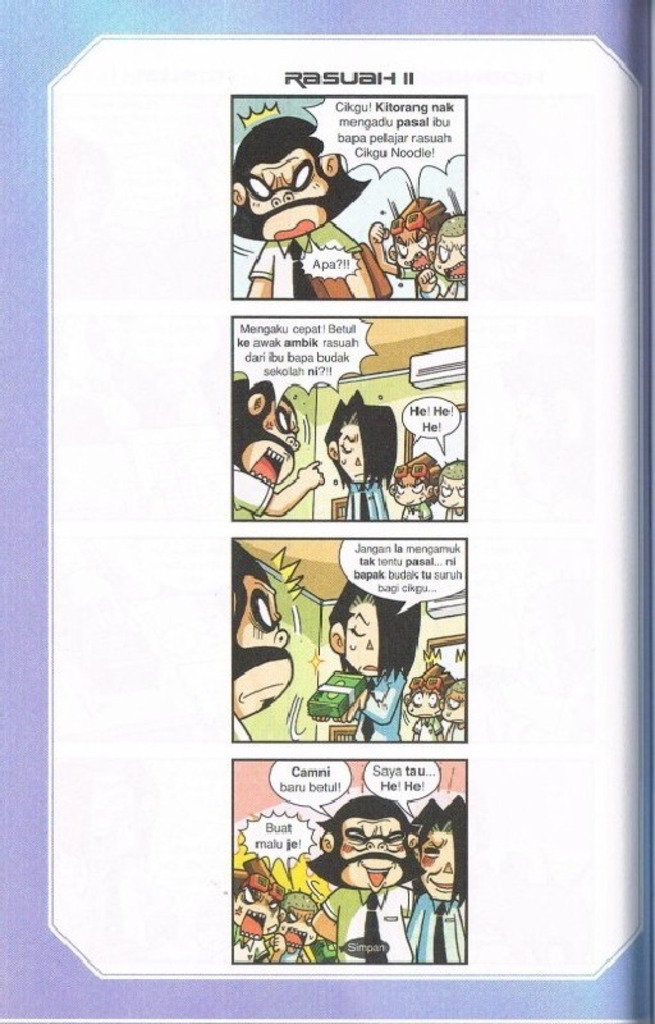 RASUAH II
Cikgu! Kitorang nak
mengadu pasal ibu
bapa pelajar rasuah
Cikgu Noodle!
Apa?!!
Mengaku cepat! Betul
ke awak ambik rasuah
dari ibu bapa budak
sekolah ni?!!
He! He!
He!
Jangan la mengamuk
tak tentu pasal... ni
bapak budak tu suruh
bagi cikgu...
Camni
baru betul!
Saya tau...
He! He!
Buat
malu je!
Simpan